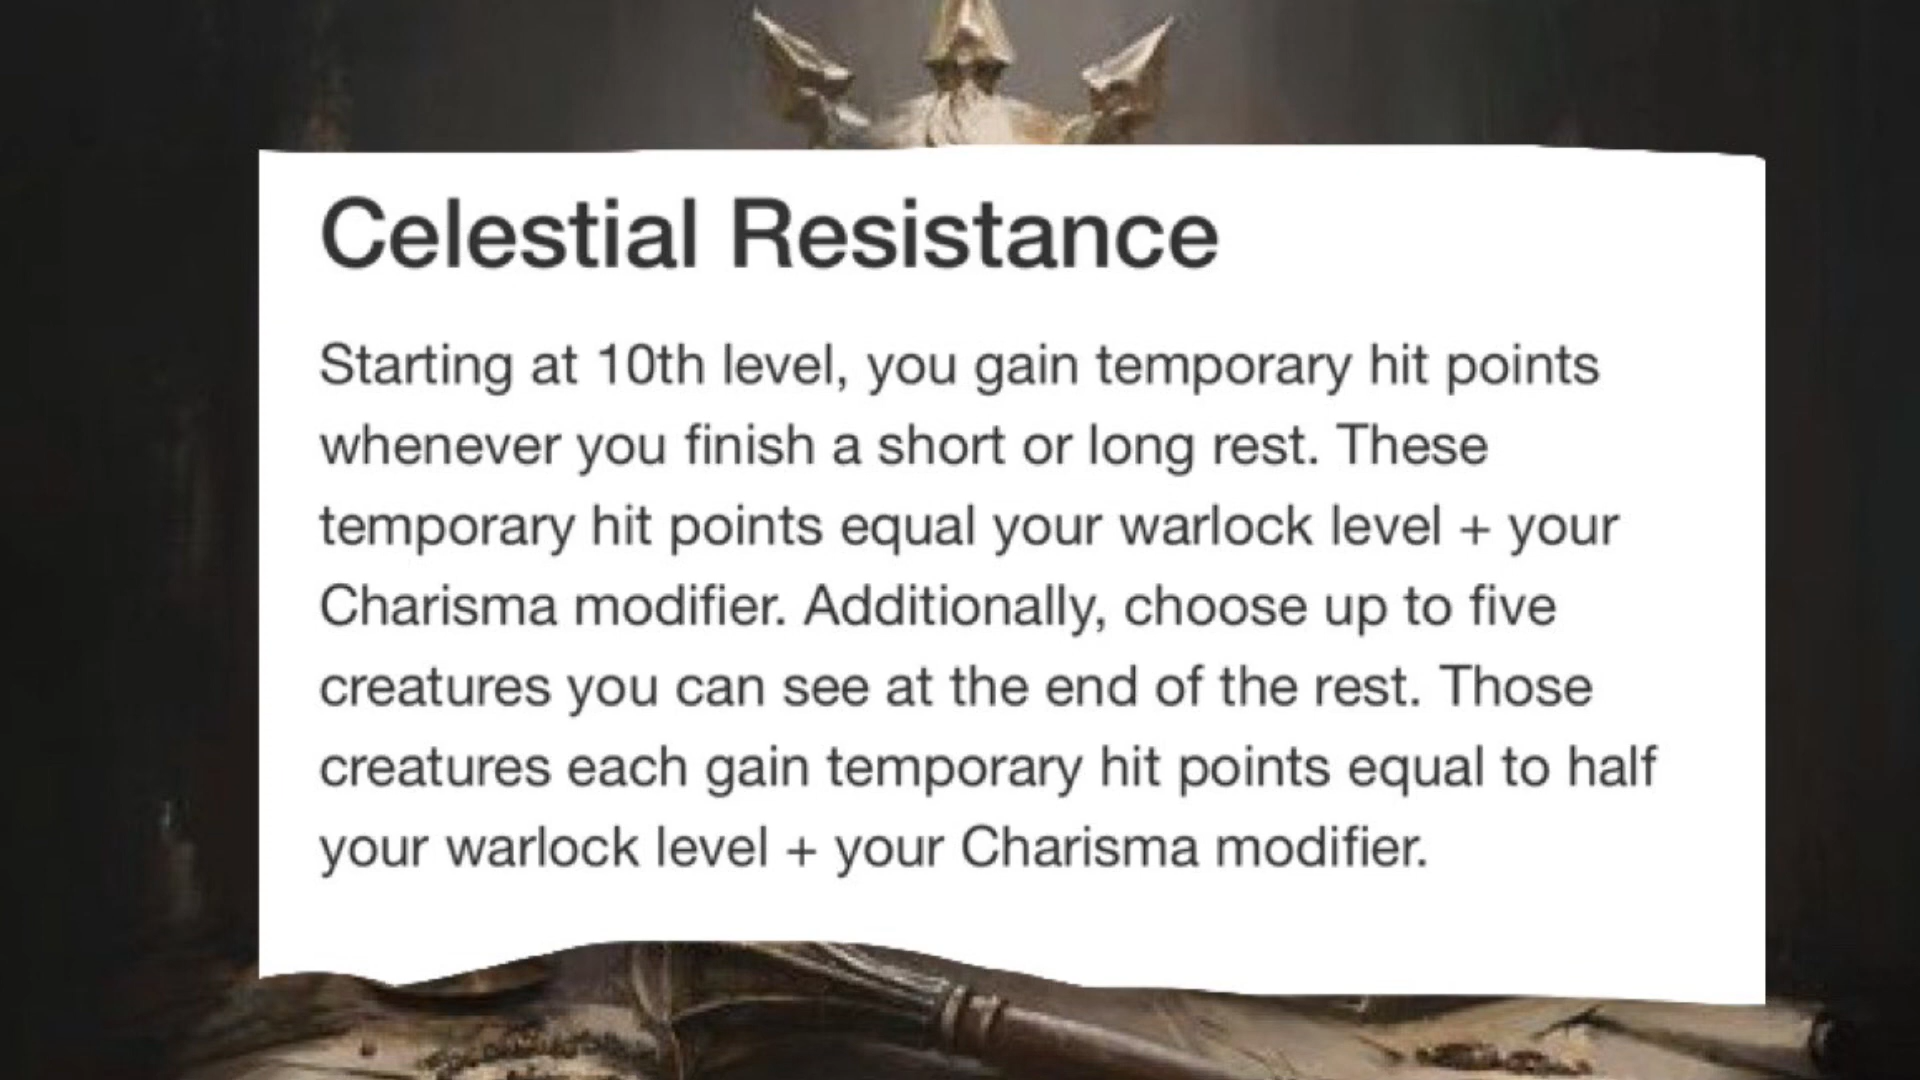 Celestial Resistance
Starting at 10th level, you gain temporary hit points
whenever you finish a short or long rest. These
temporary hit points equal your warlock level + your
Charisma modifier. Additionally, choose up to five
creatures you can see at the end of the rest. Those
creatures each gain temporary hit points equal to half
your warlock level + your Charisma modifier.